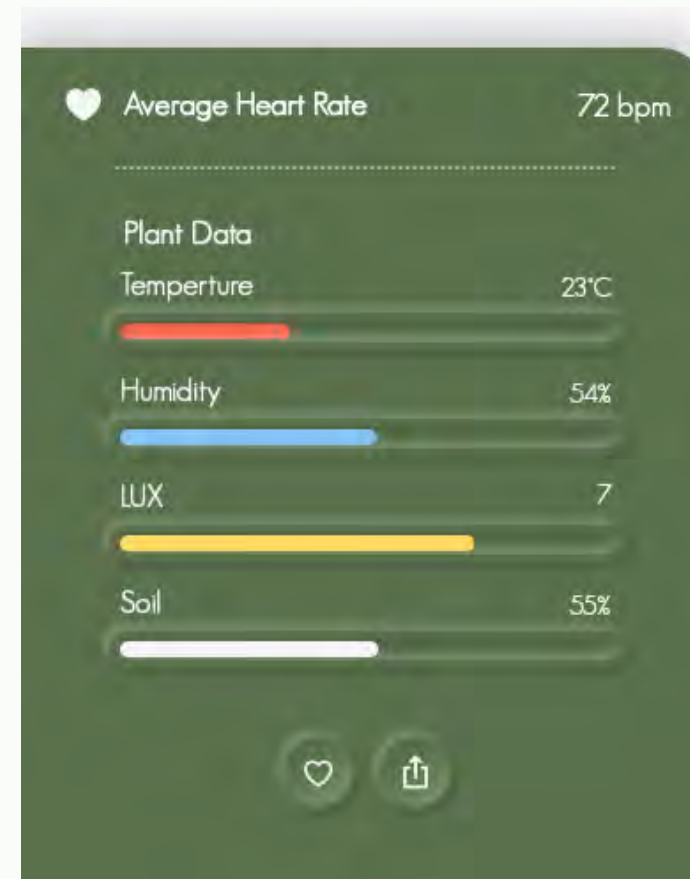 Average Heart Rate 72 bpm
Plant Data
Temperture 23°C
Humidity 54%
LUX 7
Soil 55%